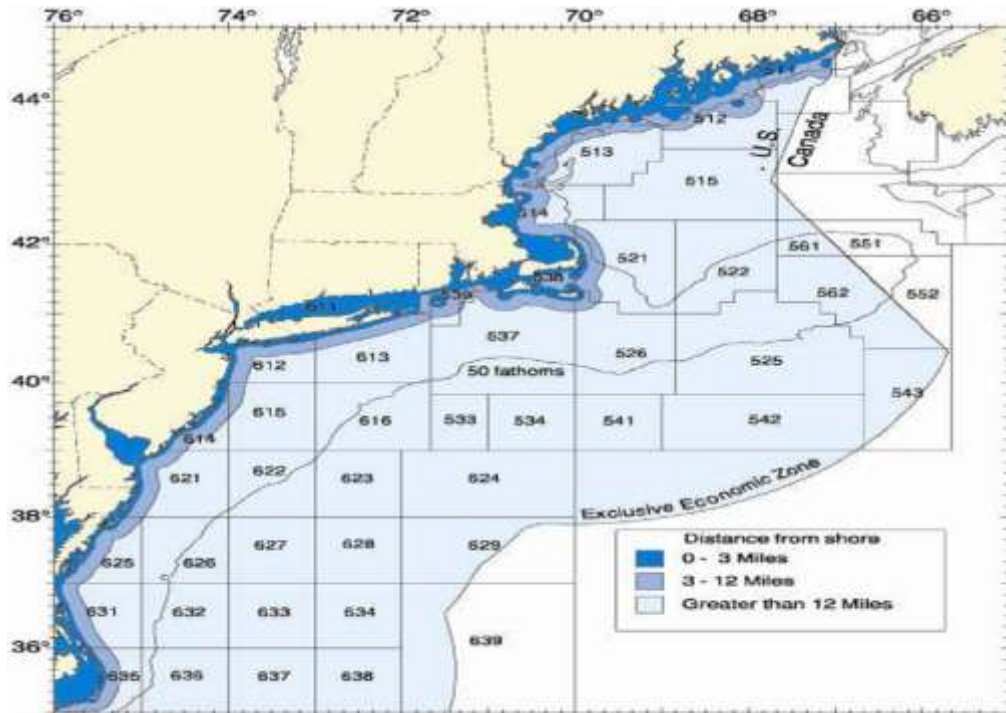 76° 74° 72° 70° 68° 66°
44°
511
512
513
U.S.
Canada
515
514
42°
561 551
521
522
538
562 552
539
611
537
526
525
613
612
50 fathoms
40°
543
615
616 533 534 541 542
614
622
621 623 624
Exclusive Economic Zone
38°
627 628 629
625 626
Distance from shore
0 - 3 Miles
3 - 12 Miles
Greater than 12 Miles
631 632 633 634
639
36°
635 636 637 638